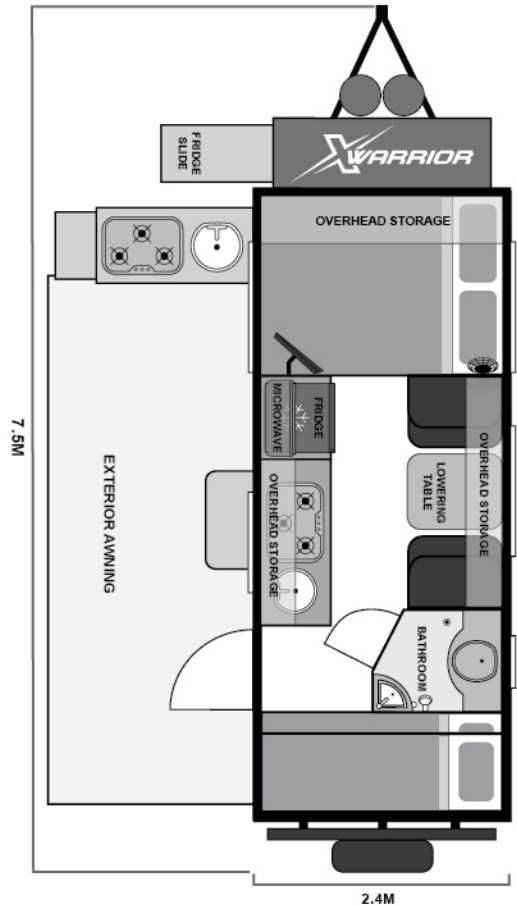 FRIDGE
SLIDE
XWARRIOR
OVERHEAD STORAGE
MICROWAVE
FRIDGE
OVERHEAD STORAGE
LOWERING
TABLE
OVERHEAD STORAGE
7.5M
EXTERIOR AWNING
BATHROOM
2.4M